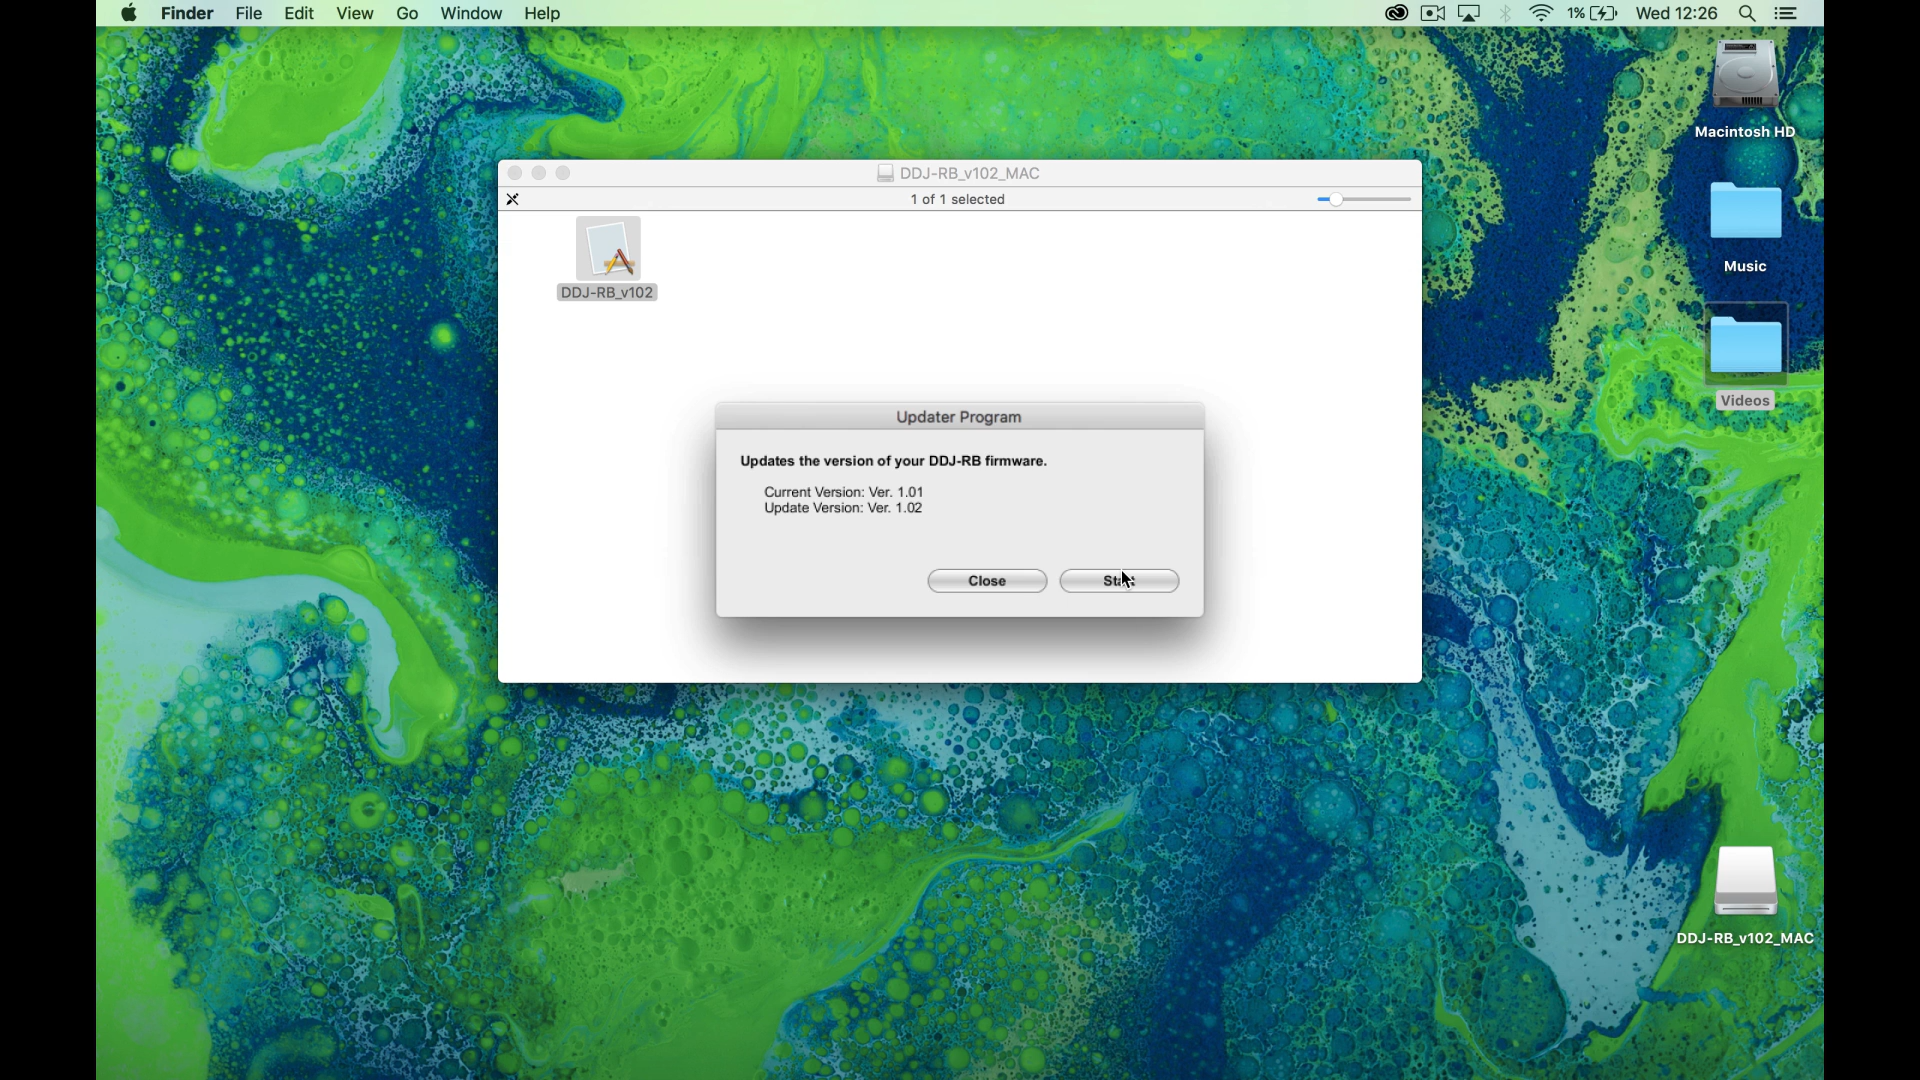 Finder File Edit View Go Window Help 1% Wed 12:26
Macintosh HD
DDJ-RB_v102_MAC
1 of 1 selected
DDJ-RB_v102
Music
Videos
Updater Program
Updates the version of your DDJ-RB firmware.
Current Version: Ver. 1.01
Update Version: Ver. 1.02
Close
DDJ-RB_v102_MAC